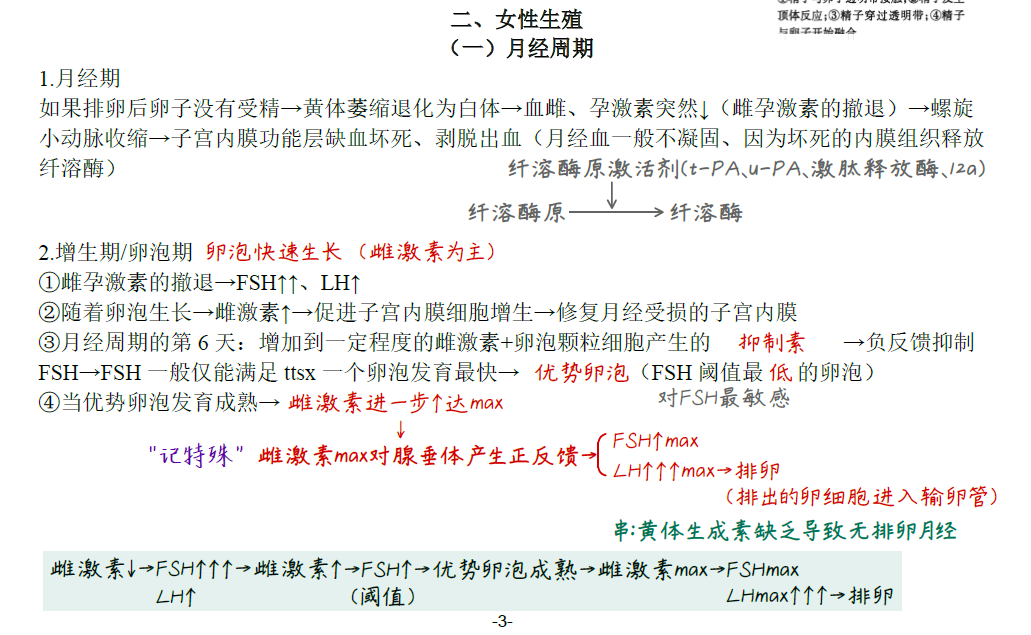 ①精子与卵子透明带接触;②精子发生
顶体反应;③精子穿过透明带;④精子
与卵子开始融合
二、女性生殖
（一）月经周期
1.月经期
如果排卵后卵子没有受精→黄体萎缩退化为白体→血雌、孕激素突然↓（雌孕激素的撤退）→螺旋
小动脉收缩→子宫内膜功能层缺血坏死、剥脱出血（月经血一般不凝固、因为坏死的内膜组织释放
纤溶酶）
纤溶酶原激活剂(t-PA、u-PA、激肽释放酶、12a)
纤溶酶原→纤溶酶
2.增生期/卵泡期 卵泡快速生长（雌激素为主）
①雌孕激素的撤退→FSH↑↑、LH↑
②随着卵泡生长→雌激素↑→促进子宫内膜细胞增生→修复月经受损的子宫内膜
③月经周期的第 6 天：增加到一定程度的雌激素+卵泡颗粒细胞产生的 抑制素 →负反馈抑制
FSH→FSH 一般仅能满足 ttsx 一个卵泡发育最快→ 优势卵泡（FSH 阈值最 低 的卵泡）
对FSH最敏感
④当优势卵泡发育成熟→ 雌激素进一步↑达max
↓
"记特殊" 雌激素max对腺垂体产生正反馈→
FSH↑max
LH↑↑↑max→排卵
（排出的卵细胞进入输卵管）
串:黄体生成素缺乏导致无排卵月经
雌激素↓→FSH↑↑↑→雌激素↑→FSH↑→优势卵泡成熟→雌激素max→FSHmax
LH↑ （阈值） LHmax↑↑↑→排卵
-3-